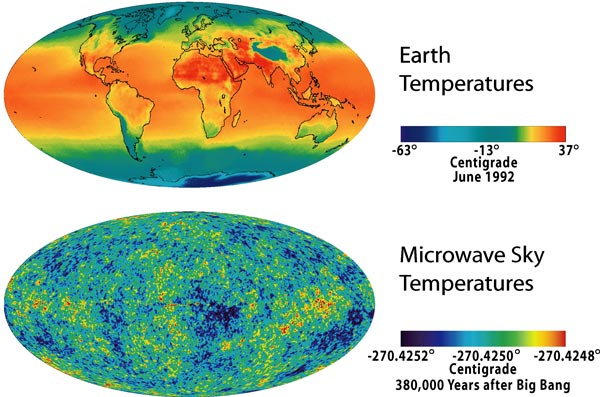 Earth
Temperatures
-63° -13° 37°
Centigrade
June 1992
Microwave Sky
Temperatures
-270.4252° -270.4250° -270.4248°
Centigrade
380,000 Years after Big Bang